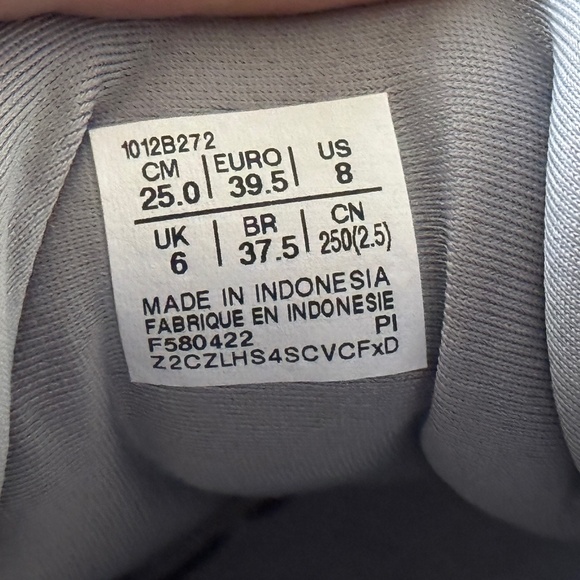 1012B272
CM | EURO | US
25.0 | 39.5 | 8
UK | BR | CN
6 | 37.5 | 250(2.5)
MADE IN INDONESIA
FABRIQUE EN INDONESIE
F580422 PI
Z2CZLHS4SCVCFxD